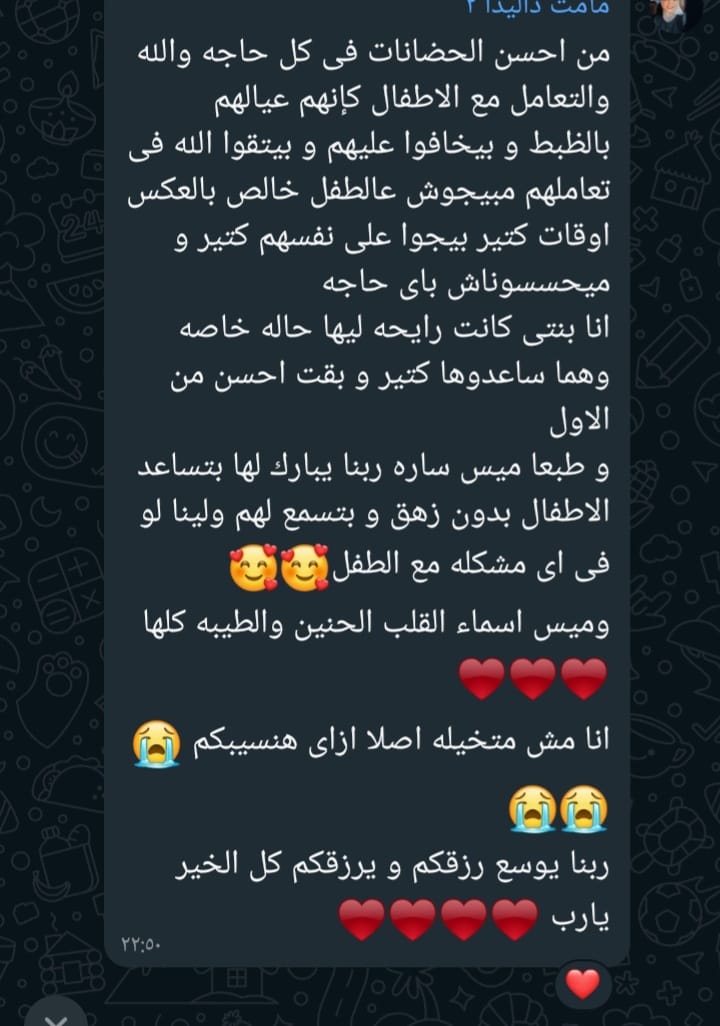 مامت داليدا ٢
من احسن الحضانات فى كل حاجه والله
والتعامل مع الاطفال كإنهم عيالهم
بالظبط و بيخافوا عليهم و بيتقوا الله فى
تعاملهم مبيجوش عالطفل خالص بالعكس
اوقات كتير بيجوا على نفسهم كتير و
ميحسسوناش باى حاجه
انا بنتى كانت رايحه ليها حاله خاصه
وهما ساعدوها كتير و بقت احسن من
الاول
و طبعا ميس ساره ربنا يبارك لها بتساعد
الاطفال بدون زهق و بتسمع لهم ولينا لو
فى اى مشكله مع الطفل🥰🥰
وميس اسماء القلب الحنين والطيبه كلها
❤️❤️❤️
انا مش متخيله اصلا ازاى هنسيبكم 😭
😭😭
ربنا يوسع رزقكم و يرزقكم كل الخير
يارب ❤️❤️❤️❤️
٢٢:٥٠
❤️